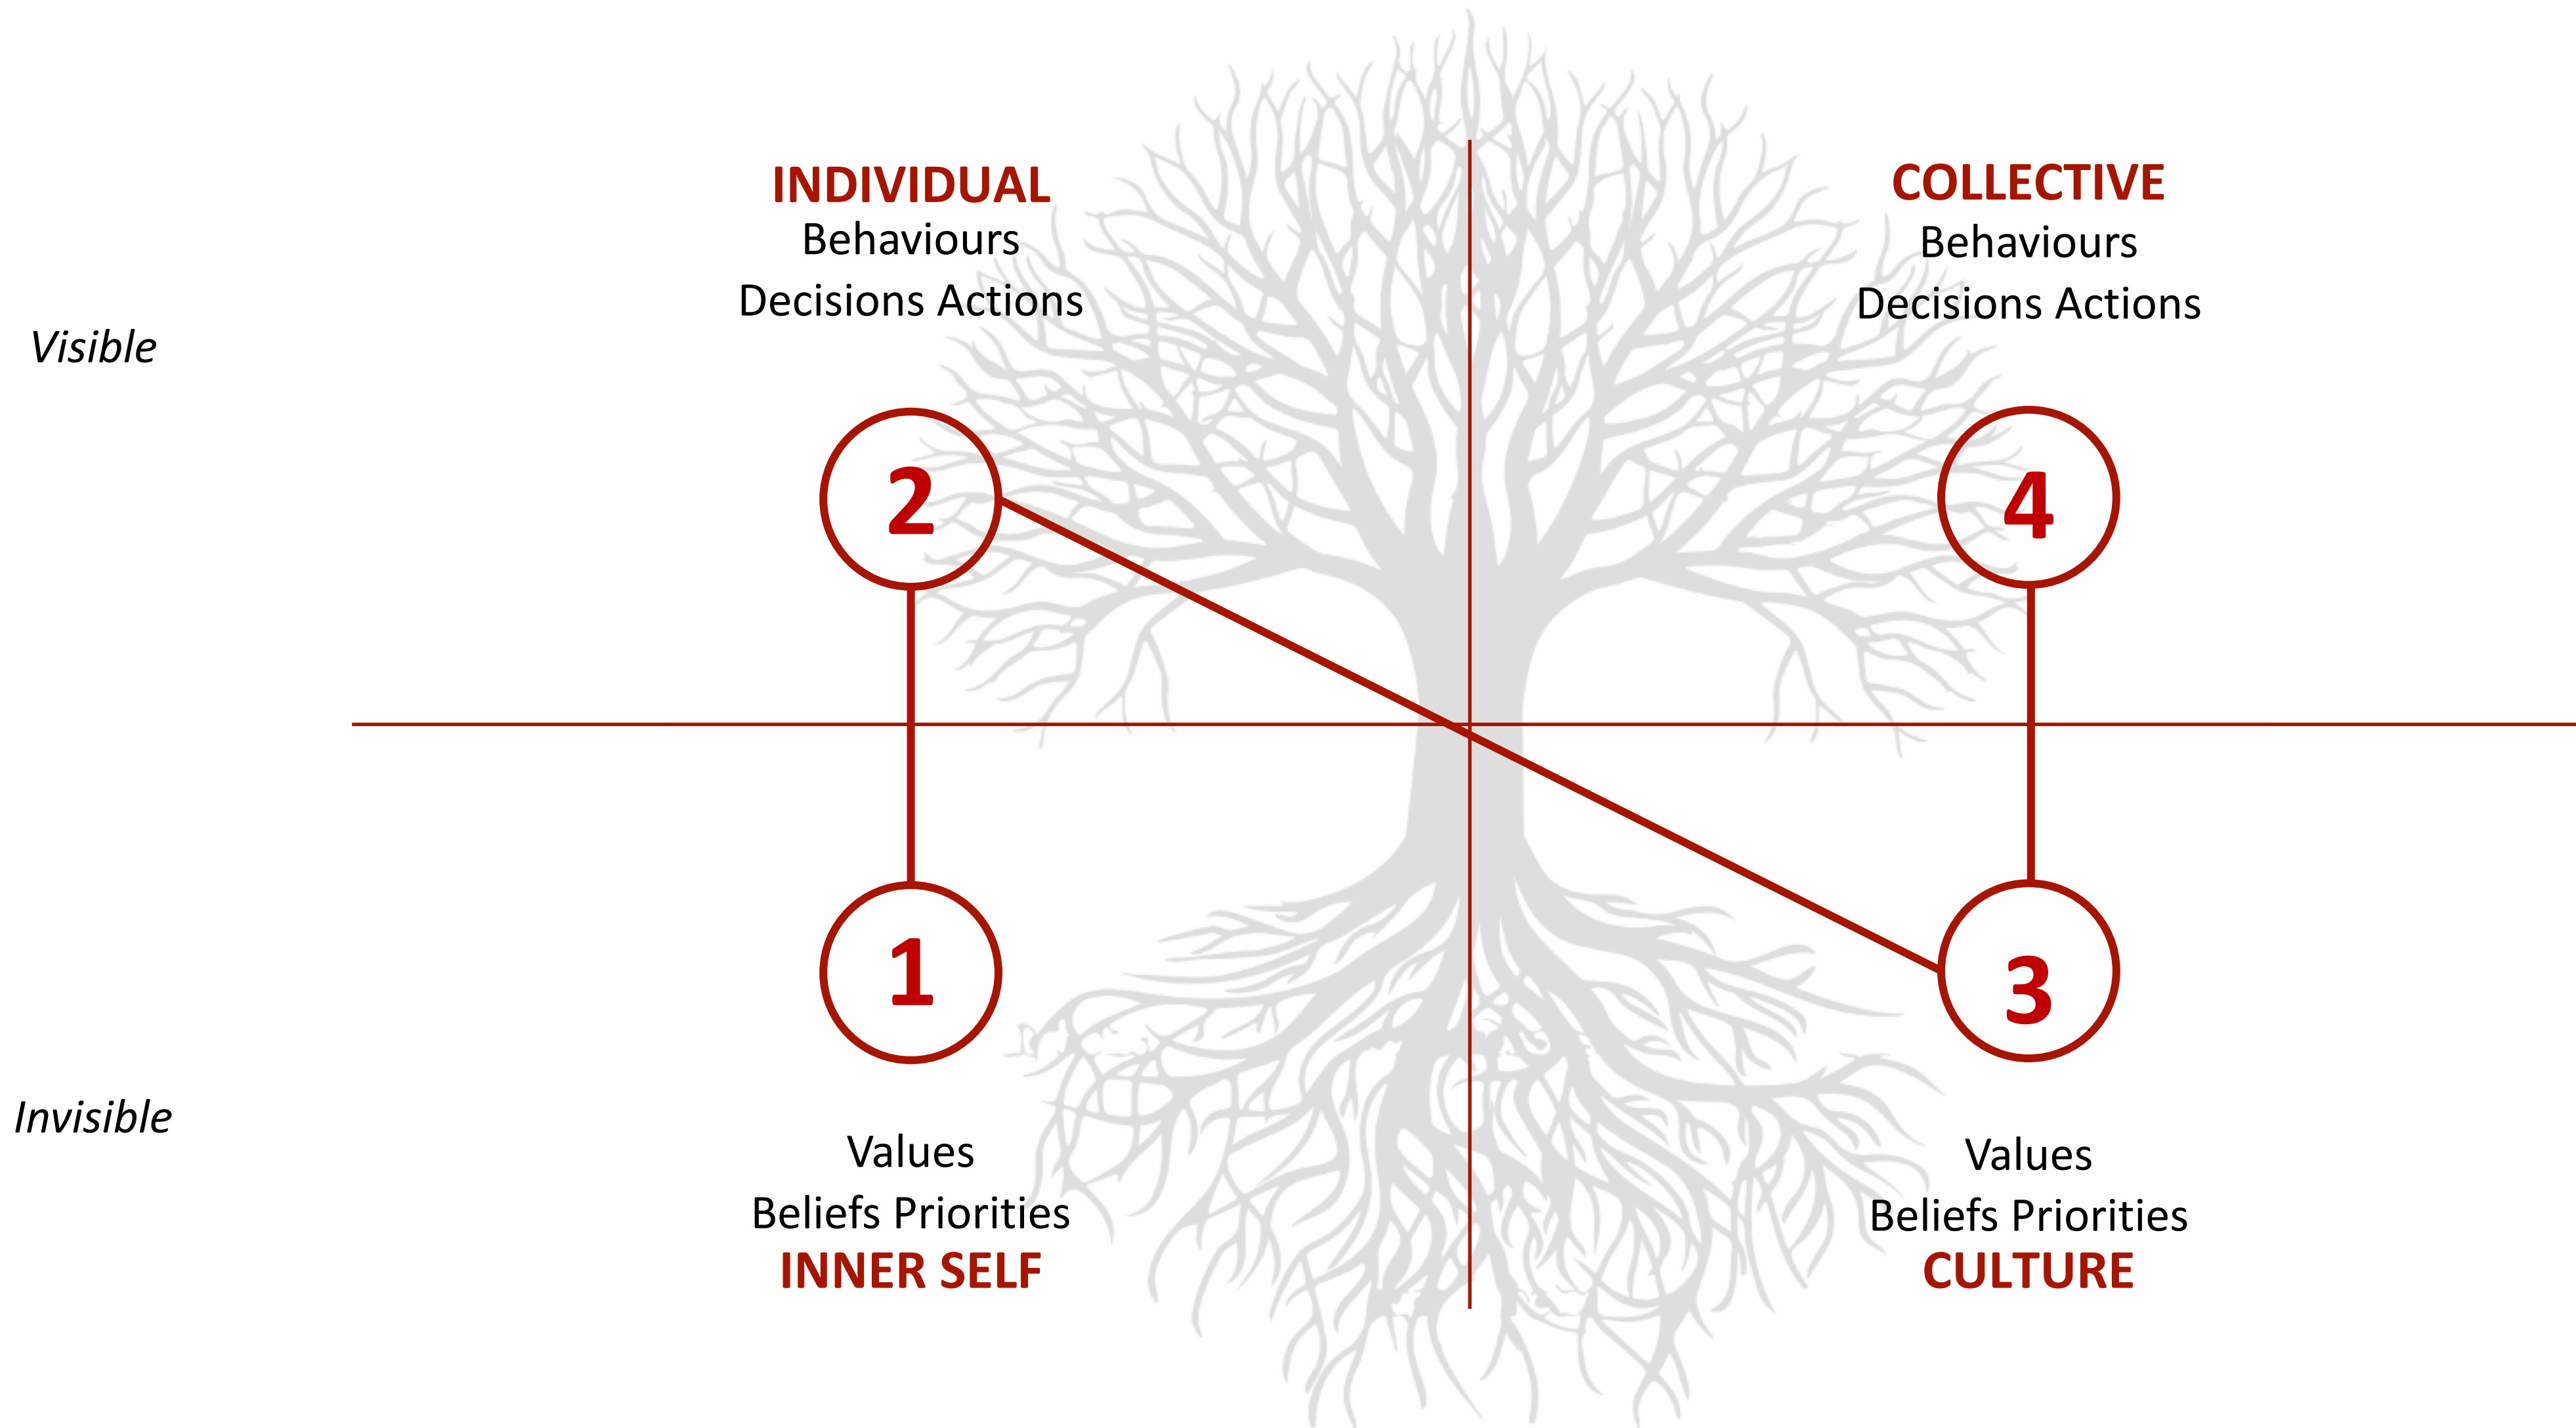 INDIVIDUAL
Behaviours
Decisions Actions
COLLECTIVE
Behaviours
Decisions Actions
Visible
2
4
1
3
Invisible
Values
Beliefs Priorities
INNER SELF
Values
Beliefs Priorities
CULTURE